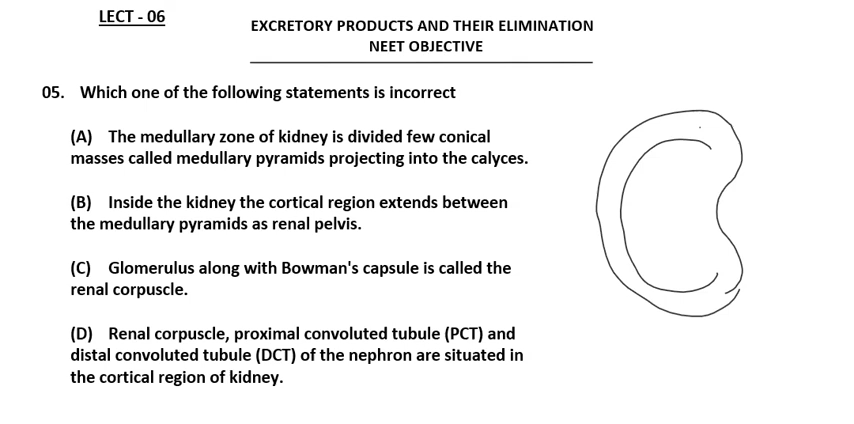 LECT - 06
EXCRETORY PRODUCTS AND THEIR ELIMINATION
NEET OBJECTIVE
05. Which one of the following statements is incorrect
(A) The medullary zone of kidney is divided few conical
masses called medullary pyramids projecting into the calyces.
(B) Inside the kidney the cortical region extends between
the medullary pyramids as renal pelvis.
(C) Glomerulus along with Bowman's capsule is called the
renal corpuscle.
(D) Renal corpuscle, proximal convoluted tubule (PCT) and
distal convoluted tubule (DCT) of the nephron are situated in
the cortical region of kidney.